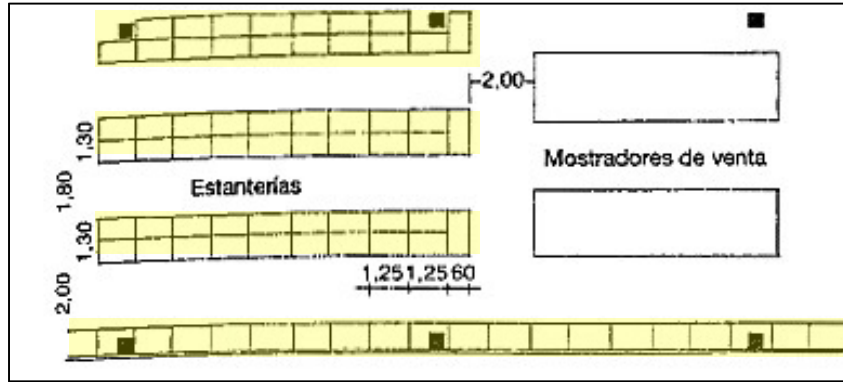 2,00
1,30
Mostradores de venta
1,80
Estanterías
1,30
1,25 1,25 60
2,00